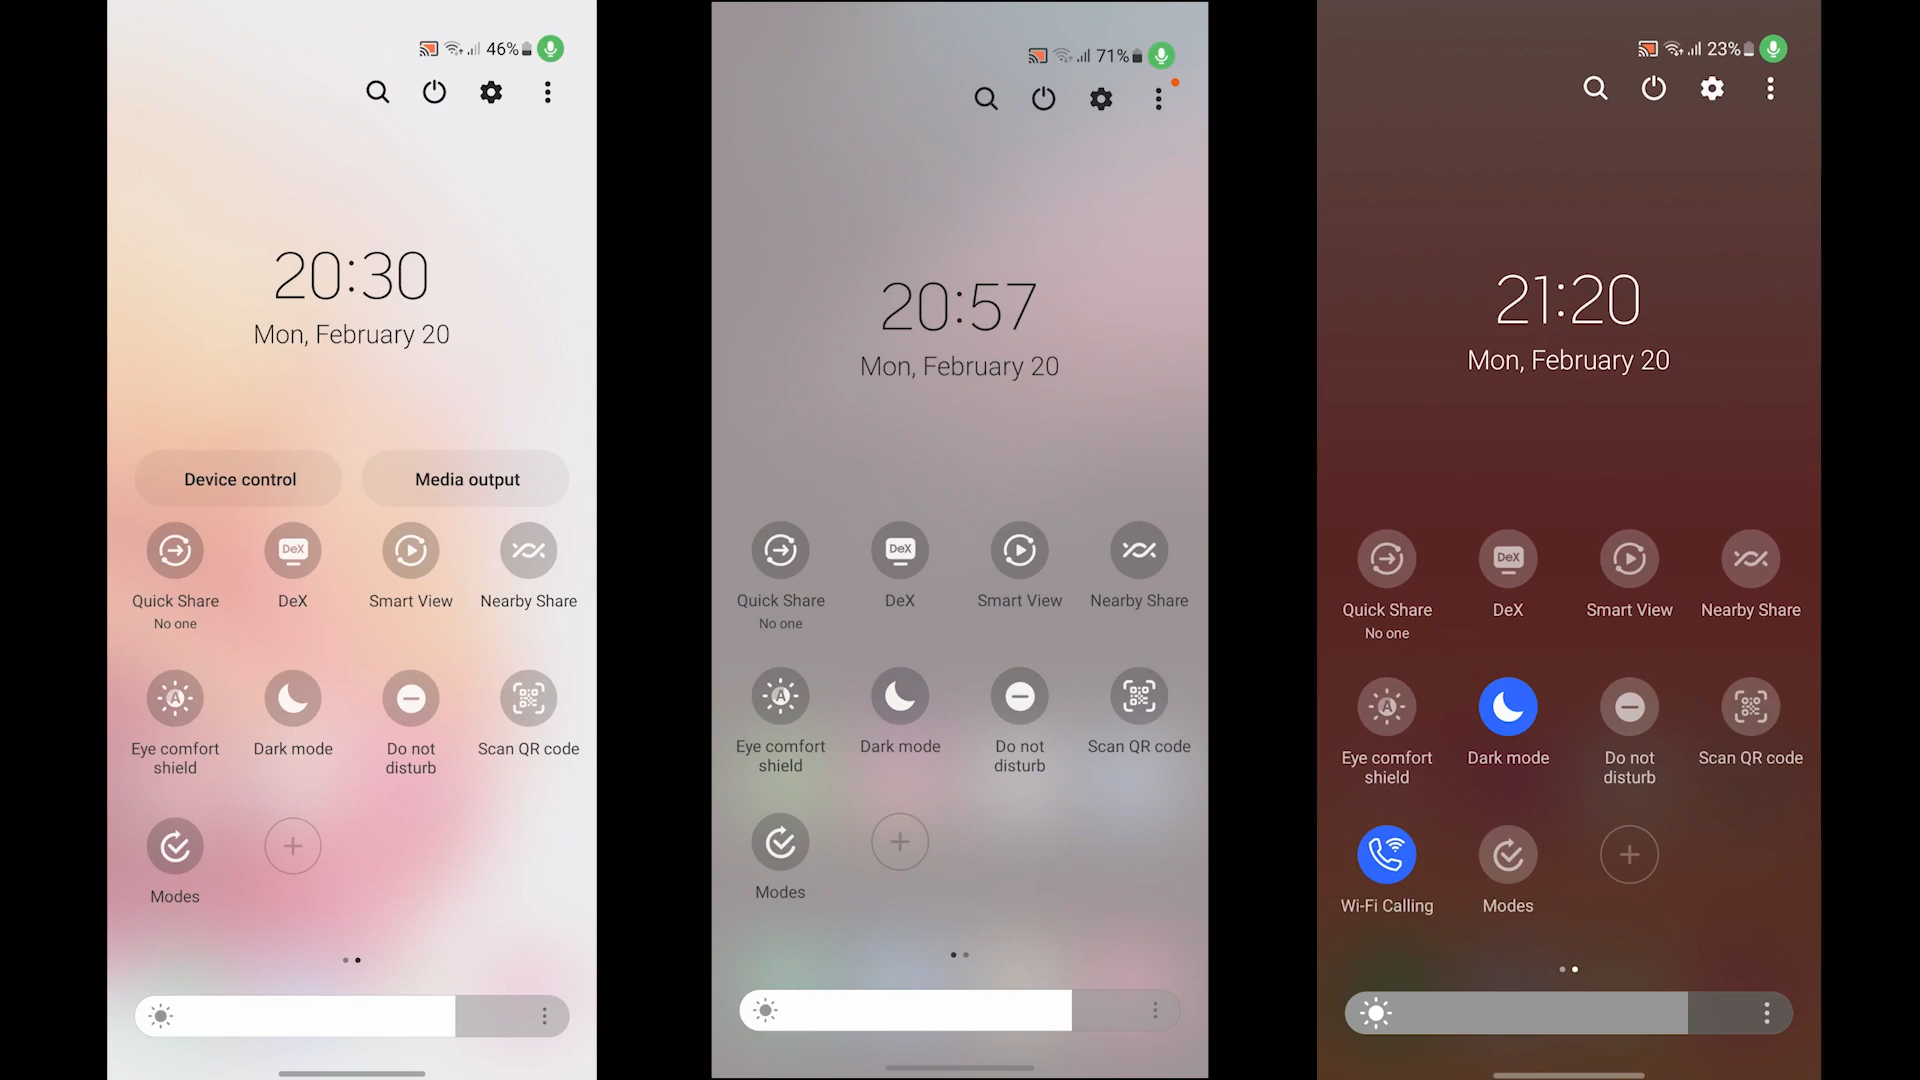 46%
20:30
Mon, February 20
Device control
Media output
Quick Share
No one
DeX
DeX
Smart View
Nearby Share
A
Eye comfort
shield
Dark mode
Do not
disturb
Scan QR code
Modes
71%
20:57
Mon, February 20
Quick Share
No one
DeX
DeX
Smart View
Nearby Share
A
Eye comfort
shield
Dark mode
Do not
disturb
Scan QR code
Modes
23%
21:20
Mon, February 20
Quick Share
No one
DeX
DeX
Smart View
Nearby Share
A
Eye comfort
shield
Dark mode
Do not
disturb
Scan QR code
Wi-Fi Calling
Modes